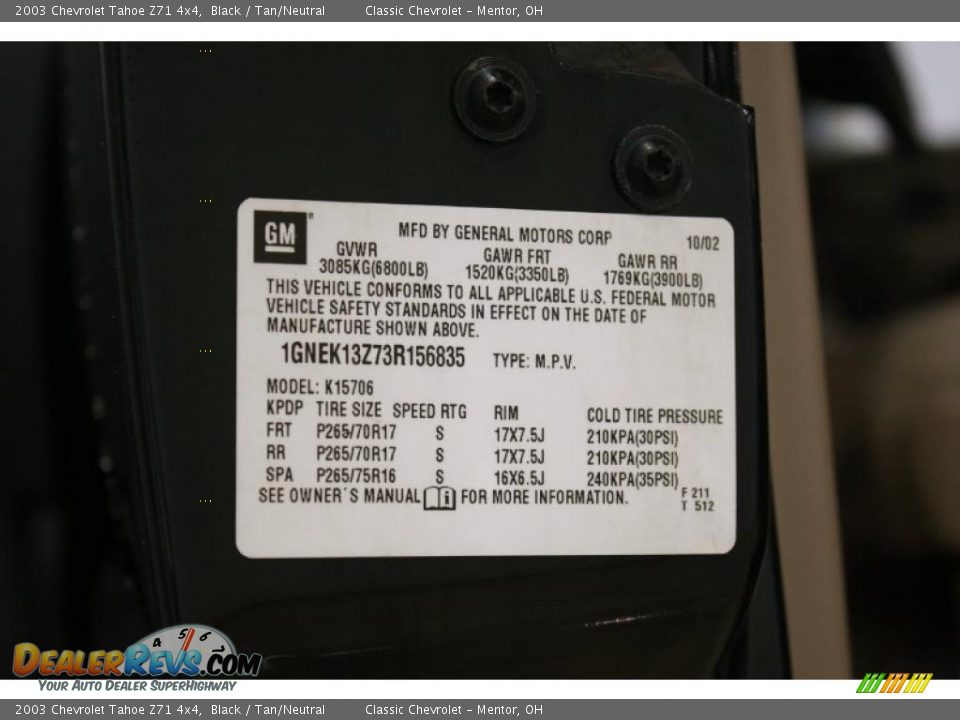 2003 Chevrolet Tahoe Z71 4x4, Black / Tan/Neutral Classic Chevrolet - Mentor, OH
GM
MFD BY GENERAL MOTORS CORP 10/02
GVWR GAWR FRT GAWR RR
3085KG(6800LB) 1520KG(3350LB) 1769KG(3900LB)
THIS VEHICLE CONFORMS TO ALL APPLICABLE U.S. FEDERAL MOTOR
VEHICLE SAFETY STANDARDS IN EFFECT ON THE DATE OF
MANUFACTURE SHOWN ABOVE.
1GNEK13Z73R156835 TYPE: M.P.V.
MODEL: K15706
KPDP TIRE SIZE SPEED RTG RIM COLD TIRE PRESSURE
FRT P265/70R17 S 17X7.5J 210KPA(30PSI)
RR P265/70R17 S 17X7.5J 210KPA(30PSI)
SPA P265/75R16 S 16X6.5J 240KPA(35PSI)
SEE OWNER´S MANUAL i FOR MORE INFORMATION.
F 211
T 512
4 5 6
DEALERREVS.COM
YOUR AUTO DEALER SUPERHIGHWAY
2003 Chevrolet Tahoe Z71 4x4, Black / Tan/Neutral Classic Chevrolet - Mentor, OH